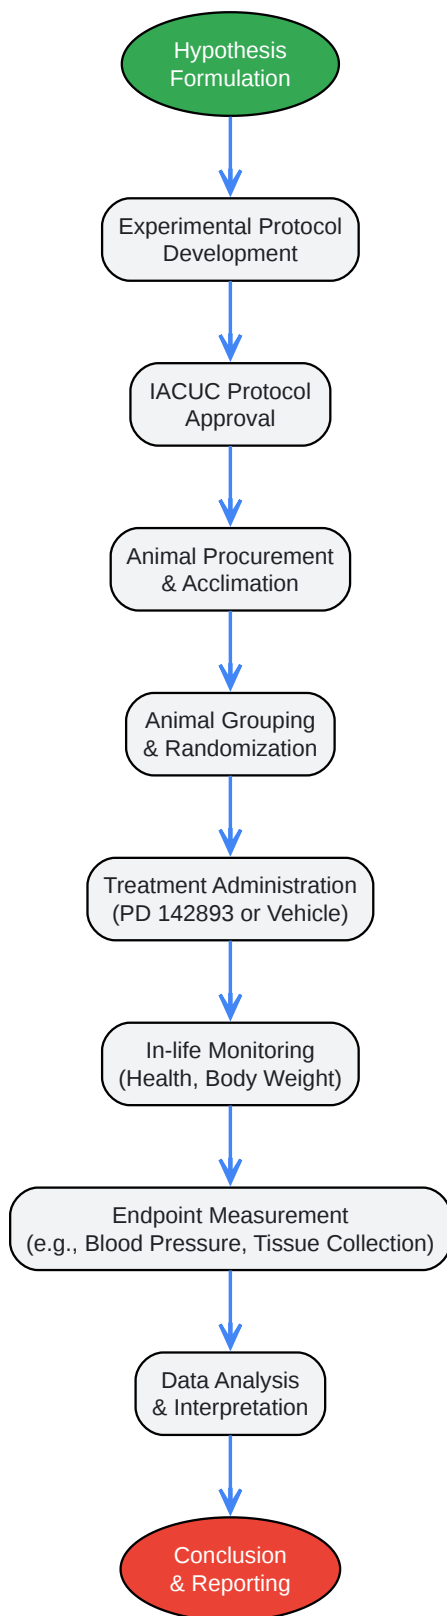 Hypothesis
Formulation
Experimental Protocol
Development
IACUC Protocol
Approval
Animal Procurement
& Acclimation
Animal Grouping
& Randomization
Treatment Administration
(PD 142893 or Vehicle)
In-life Monitoring
(Health, Body Weight)
Endpoint Measurement
(e.g., Blood Pressure, Tissue Collection)
Data Analysis
& Interpretation
Conclusion
& Reporting